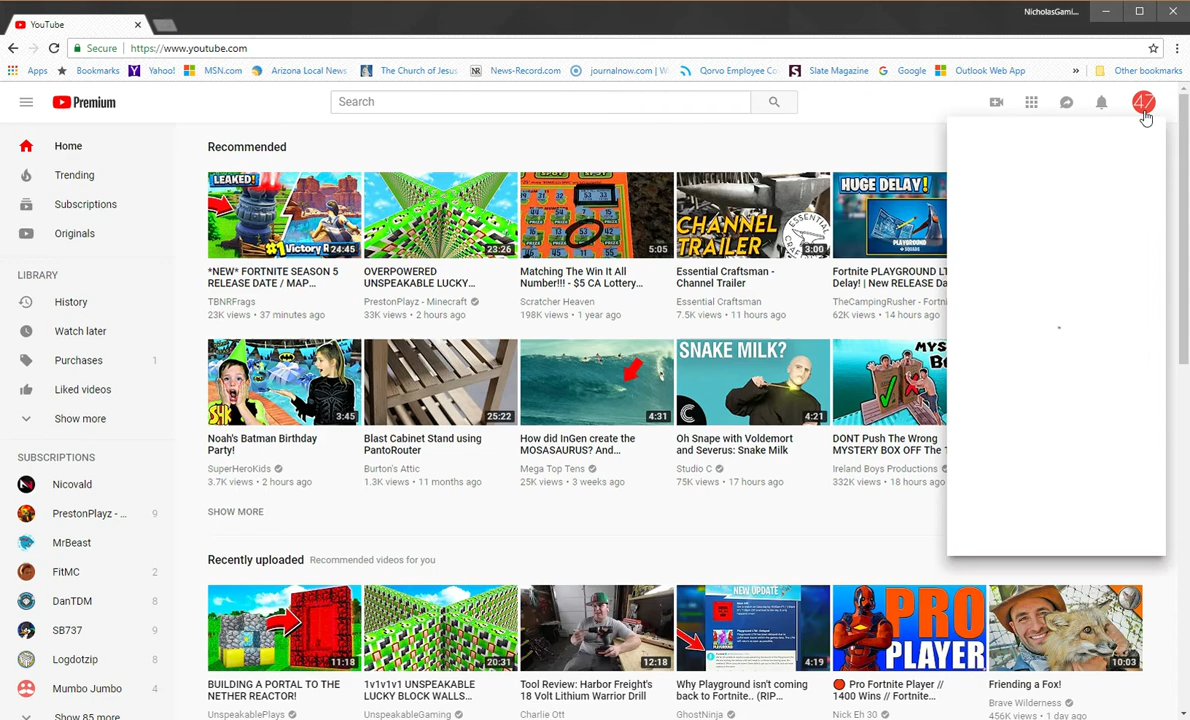 NicholasGami...
YouTube
Secure
https://www.youtube.com
Apps
Bookmarks
Yahoo!
MSN.com
Arizona Local News
The Church of Jesus
NR
News-Record.com
journalnow.com | W
Qorvo Employee Co
Slate Magazine
Google
Outlook Web App
»
Other bookmarks
Premium
Search
47
Home
Trending
Subscriptions
Originals
LIBRARY
History
Watch later
Purchases 1
Liked videos
Show more
SUBSCRIPTIONS
Nicovald
PrestonPlayz - ... 9
MrBeast
FitMC 2
DanTDM 8
SB737 9
Logdotzip 8
Mumbo Jumbo 4
Show 85 more
Recommended
LEAKED!
#1 Victory R
24:45
*NEW* FORTNITE SEASON 5
RELEASE DATE / MAP...
TBNRFrags
23K views • 37 minutes ago
23:26
OVERPOWERED
UNSPEAKABLE LUCKY...
PrestonPlayz - Minecraft
33K views • 2 hours ago
5:05
Matching The Win It All
Number!!! - $5 CA Lottery...
Scratcher Heaven
198K views • 1 year ago
CHANNEL
TRAILER
ESSENTIAL
3:00
Essential Craftsman -
Channel Trailer
Essential Craftsman
7.5K views • 11 hours ago
HUGE DELAY!
PLAYGROUND
Fortnite PLAYGROUND LT
Delay! | New RELEASE Da
TheCampingRusher - Fortni
62K views • 14 hours ago
3:45
Noah's Batman Birthday
Party!
SuperHeroKids
3.7K views • 2 hours ago
25:22
Blast Cabinet Stand using
PantoRouter
Burton's Attic
1.3K views • 11 months ago
4:31
How did InGen create the
MOSASAURUS? And...
Mega Top Tens
25K views • 3 weeks ago
SNAKE MILK?
4:21
Oh Snape with Voldemort
and Severus: Snake Milk
Studio C
75K views • 17 hours ago
MYS
BO
DONT Push The Wrong
MYSTERY BOX OFF The T
Ireland Boys Productions
332K views • 18 hours ago
SHOW MORE
Recently uploaded
Recommended videos for you
11:18
BUILDING A PORTAL TO THE
NETHER REACTOR!
UnspeakablePlays
20:31
1v1v1v1 UNSPEAKABLE
LUCKY BLOCK WALLS...
UnspeakableGaming
12:18
Tool Review: Harbor Freight's
18 Volt Lithium Warrior Drill
Charlie Ott
NEW UPDATE
4:19
Why Playground isn't coming
back to Fortnite.. (RIP...
GhostNinja
PRO
PLAYER
Pro Fortnite Player //
1400 Wins // Fortnite...
Nick Eh 30
10:03
Friending a Fox!
Brave Wilderness
456K views • 1 day ago